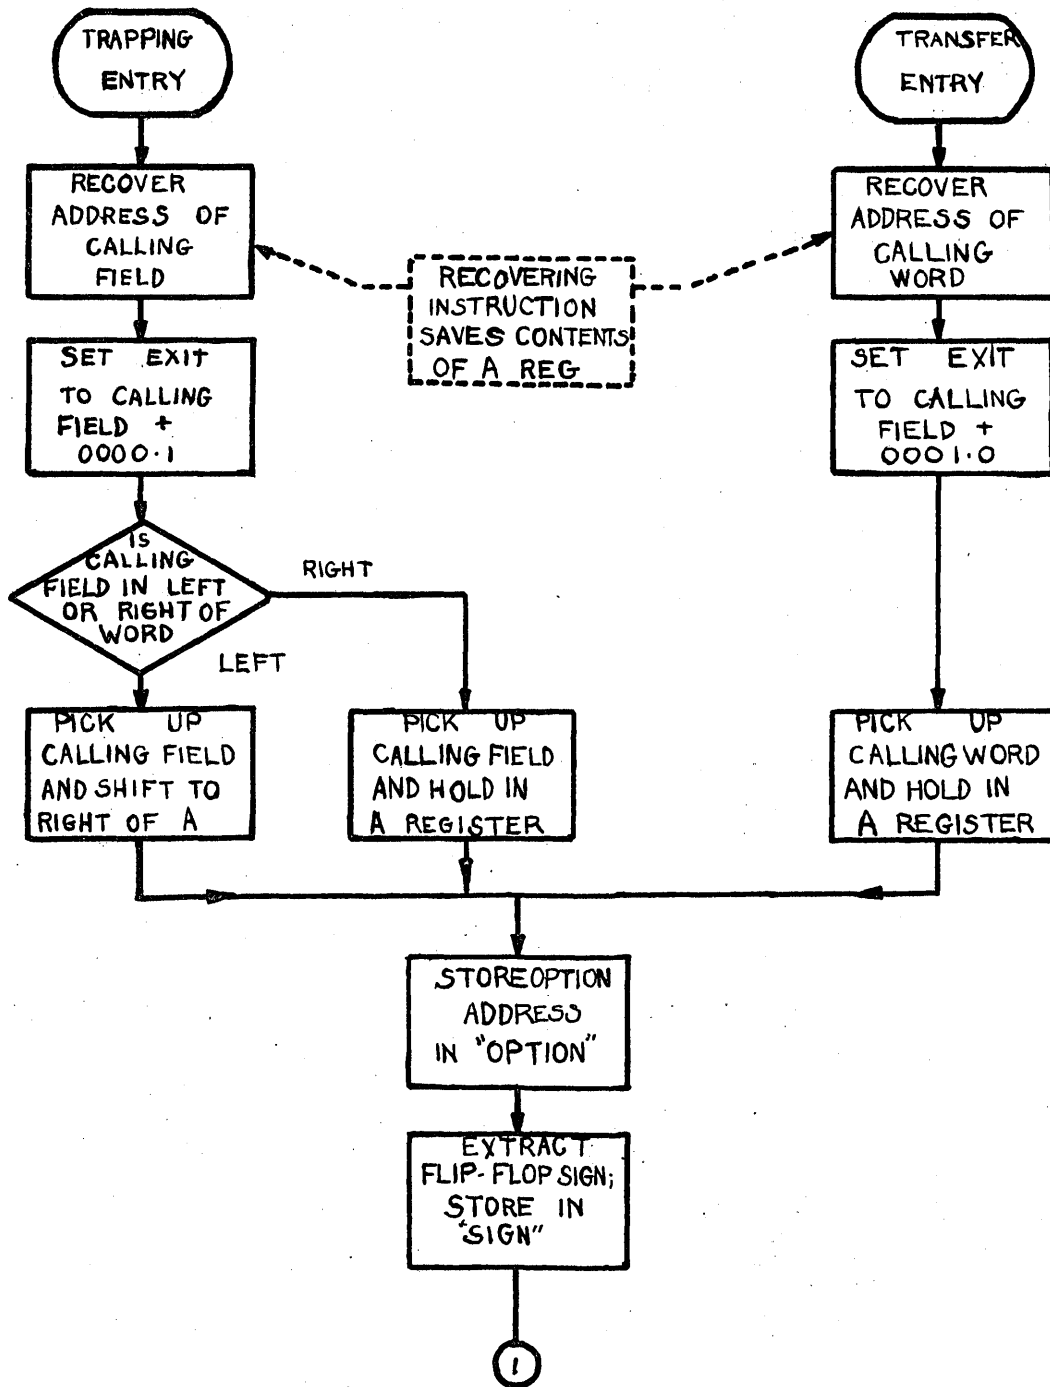 TRAPPING
ENTRY
TRANSFER
ENTRY
RECOVER
ADDRESS OF
CALLING
FIELD
RECOVERING
INSTRUCTION
SAVES CONTENTS
OF A REG
RECOVER
ADDRESS OF
CALLING
WORD
SET EXIT
TO CALLING
FIELD +
0000.1
SET EXIT
TO CALLING
FIELD +
0001.0
IS
CALLING
FIELD IN LEFT
OR RIGHT OF
WORD
RIGHT
LEFT
PICK UP
CALLING FIELD
AND SHIFT TO
RIGHT OF A
PICK UP
CALLING FIELD
AND HOLD IN
A REGISTER
PICK UP
CALLING WORD
AND HOLD IN
A REGISTER
STORE OPTION
ADDRESS
IN "OPTION"
EXTRACT
FLIP-FLOP SIGN;
STORE IN
"SIGN"
1